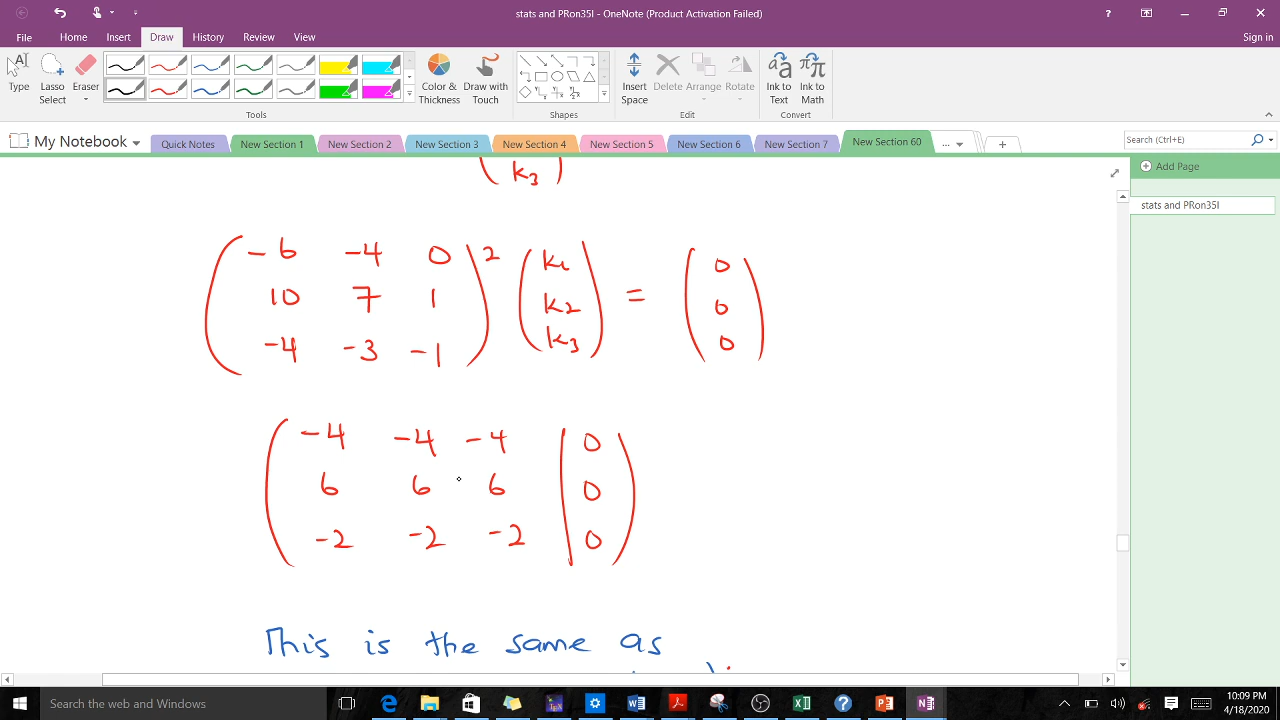 stats and PRon35l - OneNote (Product Activation Failed)
File Home Insert Draw History Review View
Type Lasso Select Eraser Color & Thickness Draw with Touch Insert Space Delete Arrange Rotate Ink to Text Ink to Math
Tools Shapes Edit Convert
My Notebook Quick Notes New Section 1 New Section 2 New Section 3 New Section 4 New Section 5 New Section 6 New Section 7 New Section 60 ... + Search (Ctrl+E)
Add Page
stats and PRon35l
( k3 )
( -6 -4 0 )2 ( k1 ) = ( 0 )
10 7 1 k2 0
-4 -3 -1 k3 0
( -4 -4 -4 | 0 )
6 6 6 | 0
-2 -2 -2 | 0
This is the same as
Search the web and Windows
10:09 PM
4/18/2020